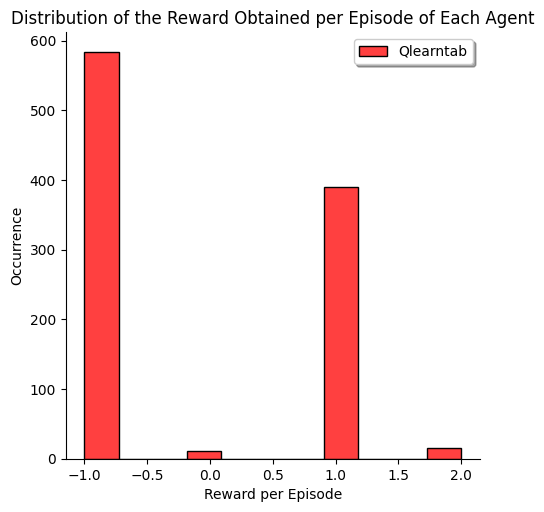 Distribution of the Reward Obtained per Episode of Each Agent
Qlearntab
600
500
400
300
200
100
0
Occurrence
−1.0 −0.5 0.0 0.5 1.0 1.5 2.0
Reward per Episode